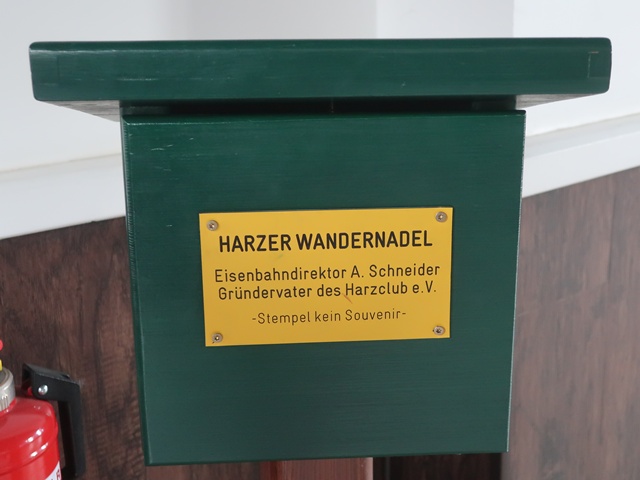 HARZER WANDERNADEL
Eisenbahndirektor A. Schneider
Gründervater des Harzclub e.V.
-Stempel kein Souvenir-